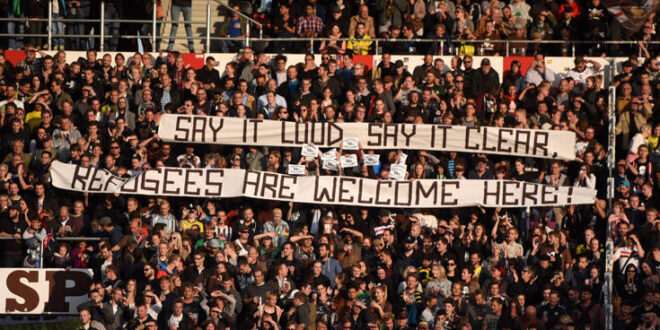 SAY IT LOUD SAY IT CLEAR,
REFUGEES ARE WELCOME HERE!
SP